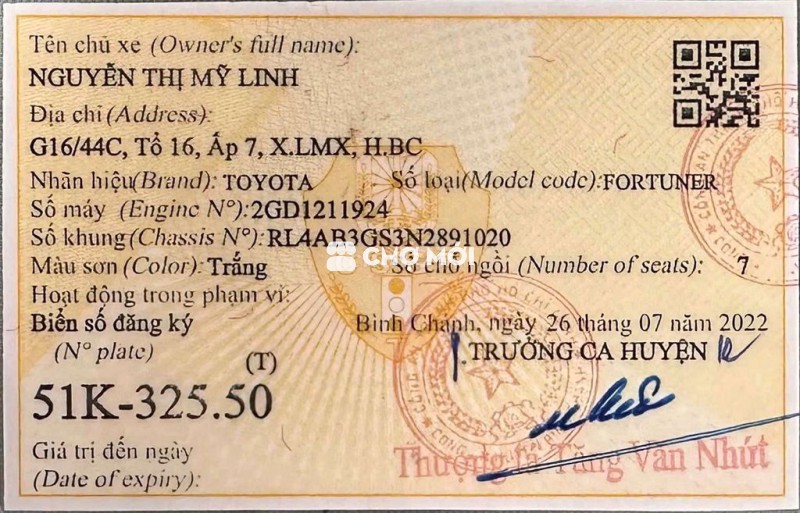 Tên chủ xe (Owner's full name):
NGUYỄN THỊ MỸ LINH
Địa chỉ (Address):
G16/44C, Tổ 16, Ấp 7, X.LMX, H.BC
Nhãn hiệu(Brand): TOYOTA Số loại(Model code):FORTUNER
Số máy (Engine N°):2GD1211924
Số khung(Chassis N°):RL4AB3GS3N2891020
CHỢ MỚI
Màu sơn (Color): Trắng Số chỗ ngồi (Number of seats): 7
Hoạt động trong phạm vi:
Biển số đăng ký Bình Chánh, ngày 26 tháng 07 năm 2022
(N° plate) TRƯỞNG CA HUYỆN
(T)
51K-325.50
Giá trị đến ngày
(Date of expiry):
Thượng tá Tăng Văn Nhút